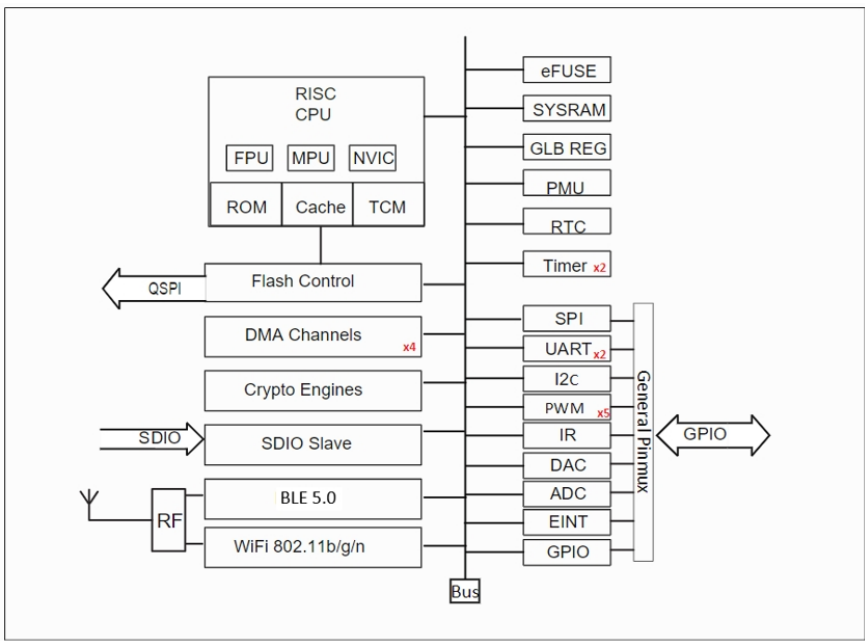 RISC
CPU
FPU MPU NVIC
ROM Cache TCM
QSPI
Flash Control
DMA Channels x4
Crypto Engines
SDIO
SDIO Slave
RF
BLE 5.0
WiFi 802.11b/g/n
eFUSE
SYSRAM
GLB REG
PMU
RTC
Timer x2
SPI
UART x2
I2C
PWM x5
IR
DAC
ADC
EINT
GPIO
General Pinmux
GPIO
Bus